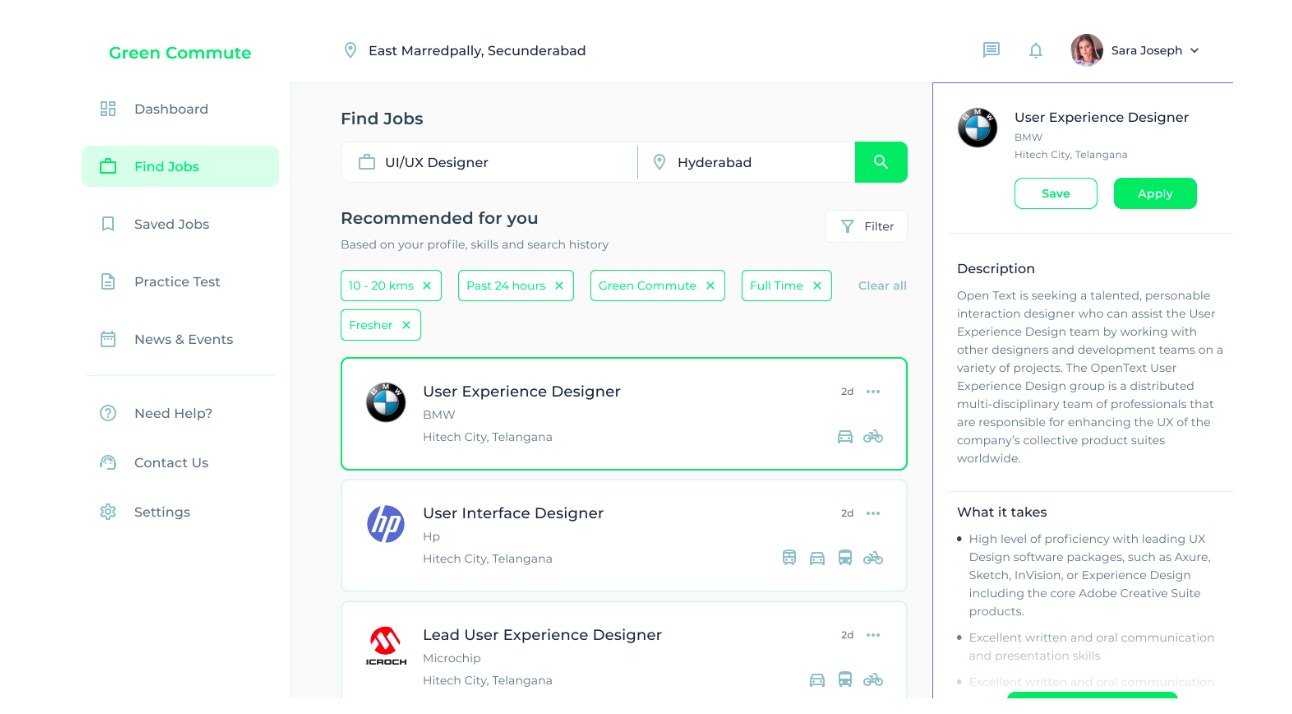 Green Commute
East Marredpally, Secunderabad
Sara Joseph
Dashboard
Find Jobs
Saved Jobs
Practice Test
News & Events
Need Help?
Contact Us
Settings
Find Jobs
UI/UX Designer
Hyderabad
Recommended for you
Based on your profile, skills and search history
Filter
10 - 20 kms
Past 24 hours
Green Commute
Full Time
Clear all
Fresher
BMW
User Experience Designer
2d
BMW
Hitech City, Telangana
hp
User Interface Designer
2d
Hp
Hitech City, Telangana
ICROCH
Lead User Experience Designer
2d
Microchip
Hitech City, Telangana
BMW
User Experience Designer
BMW
Hitech City, Telangana
Save
Apply
Description
Open Text is seeking a talented, personable
interaction designer who can assist the User
Experience Design team by working with
other designers and development teams on a
variety of projects. The OpenText User
Experience Design group is a distributed
multi-disciplinary team of professionals that
are responsible for enhancing the UX of the
company's collective product suites
worldwide.
What it takes
• High level of proficiency with leading UX
Design software packages, such as Axure,
Sketch, InVision, or Experience Design
including the core Adobe Creative Suite
products.
• Excellent written and oral communication
and presentation skills
• Excellent written and oral communication